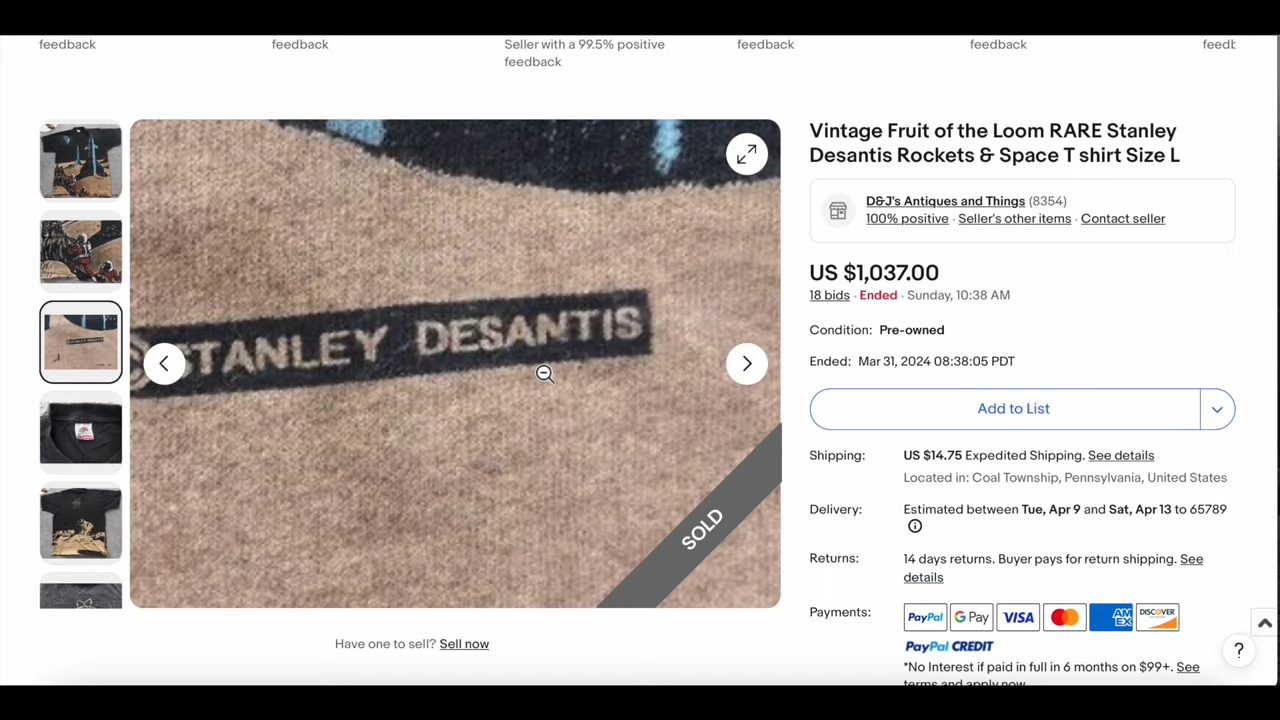 feedback
feedback
Seller with a 99.5% positive
feedback
feedback
feedback
STANLEY DESANTIS
SOLD
Have one to sell? Sell now
Vintage Fruit of the Loom RARE Stanley
Desantis Rockets & Space T shirt Size L
D&J's Antiques and Things (8354)
100% positive · Seller's other items · Contact seller
US $1,037.00
18 bids · Ended · Sunday, 10:38 AM
Condition: Pre-owned
Ended: Mar 31, 2024 08:38:05 PDT
Add to List
Shipping: US $14.75 Expedited Shipping. See details
Located in: Coal Township, Pennsylvania, United States
Delivery: Estimated between Tue, Apr 9 and Sat, Apr 13 to 65789
Returns: 14 days returns. Buyer pays for return shipping. See
details
Payments: PayPal G Pay VISA AM EX DISCOVER
PayPal CREDIT
*No Interest if paid in full in 6 months on $99+. See
terms and apply now
?